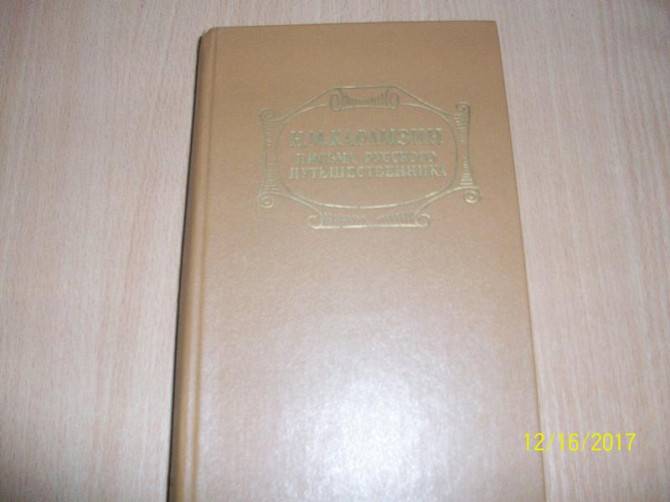 Н.М.КАРАМЗИН
ПИСЬМА РУССКОГО
ПУТЕШЕСТВЕННИКА
12/16/2017